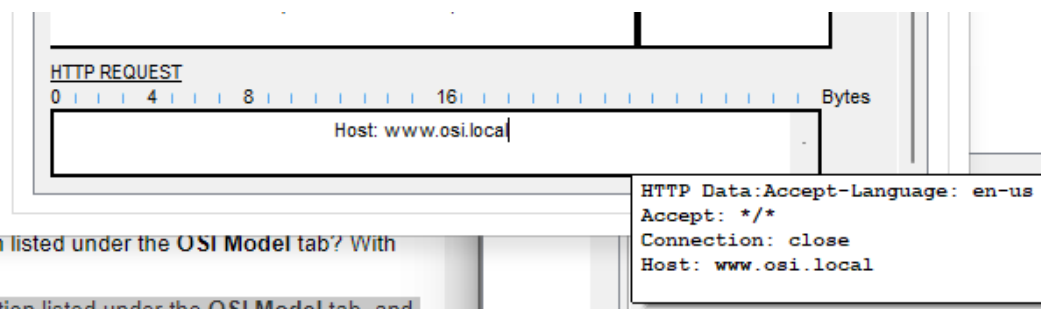 HTTP REQUEST
0 4 8 16 Bytes
Host: www.osi.local
HTTP Data:Accept-Language: en-us
Accept: */*
Connection: close
Host: www.osi.local
listed under the OSI Model tab? With
listed under the OSI Model tab, and